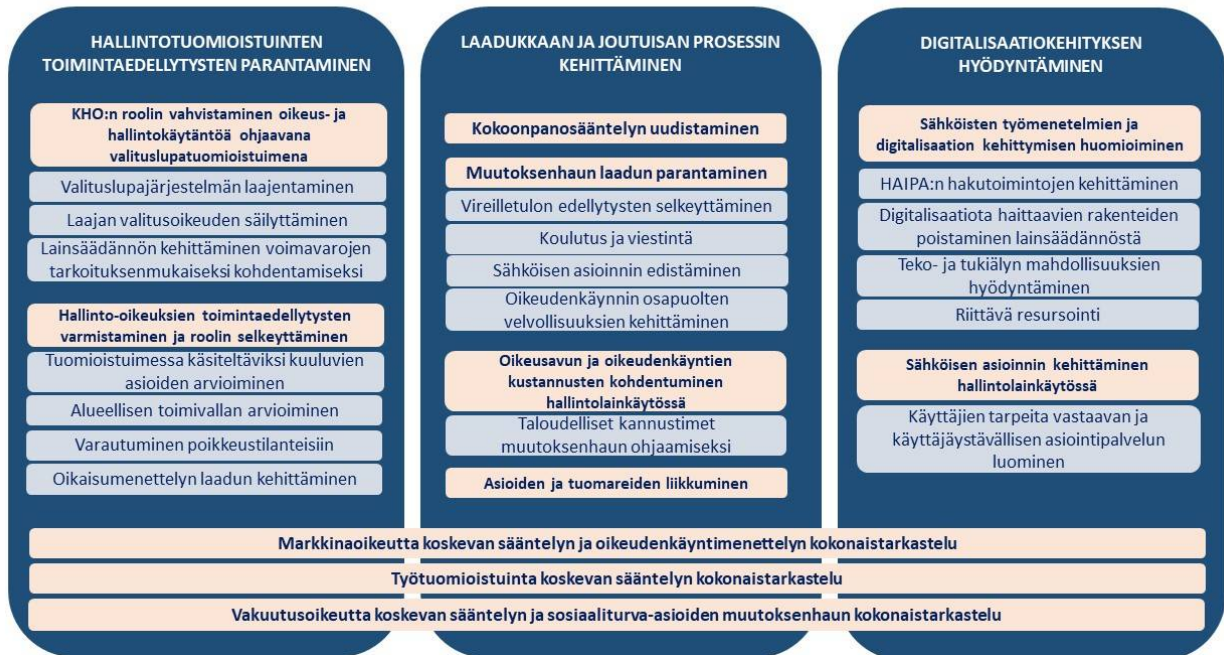 HALLINTOTUOMIOISTUINTEN
TOIMINTAEDELLYTYSTEN PARANTAMINEN
KHO:n roolin vahvistaminen oikeus- ja
hallintokäytäntöä ohjaavana
valituslupatuomioistuimena
Valituslupajärjestelmän laajentaminen
Laajan valitusoikeuden säilyttäminen
Lainsäädännön kehittäminen voimavarojen
tarkoituksenmukaiseksi kohdentamiseksi
Hallinto-oikeuksien toimintaedellytysten
varmistaminen ja roolin selkeyttäminen
Tuomioistuimessa käsiteltäviksi kuuluvien
asioiden arvioiminen
Alueellisen toimivallan arvioiminen
Varautuminen poikkeustilanteisiin
Oikaisumenettelyn laadun kehittäminen
LAADUKKAAN JA JOUTUISAN PROSESSIN
KEHITTÄMINEN
Kokoonpanosääntelyn uudistaminen
Muutoksenhaun laadun parantaminen
Vireilletulon edellytysten selkeyttäminen
Koulutus ja viestintä
Sähköisen asioinnin edistäminen
Oikeudenkäynnin osapuolten
velvollisuuksien kehittäminen
Oikeusavun ja oikeudenkäyntien
kustannusten kohdentuminen
hallintolainkäytössä
Taloudelliset kannustimet
muutoksenhaun ohjaamiseksi
Asioiden ja tuomareiden liikkuminen
DIGITALISAATIOKEHITYKSEN
HYÖDYNTÄMINEN
Sähköisten työmenetelmien ja
digitalisaation kehittymisen huomioiminen
HAIPA:n hakutoimintojen kehittäminen
Digitalisaatiota haittaavien rakenteiden
poistaminen lainsäädännöstä
Teko- ja tukiälyn mahdollisuuksien
hyödyntäminen
Riittävä resursointi
Sähköisen asioinnin kehittäminen
hallintolainkäytössä
Käyttäjien tarpeita vastaavan ja
käyttäjäystävällisen asiointipalvelun
luominen
Markkinaoikeutta koskevan sääntelyn ja oikeudenkäyntimenettelyn kokonaistarkastelu
Työtuomioistuinta koskevan sääntelyn kokonaistarkastelu
Vakuutusoikeutta koskevan sääntelyn ja sosiaaliturva-asioiden muutoksenhaun kokonaistarkastelu